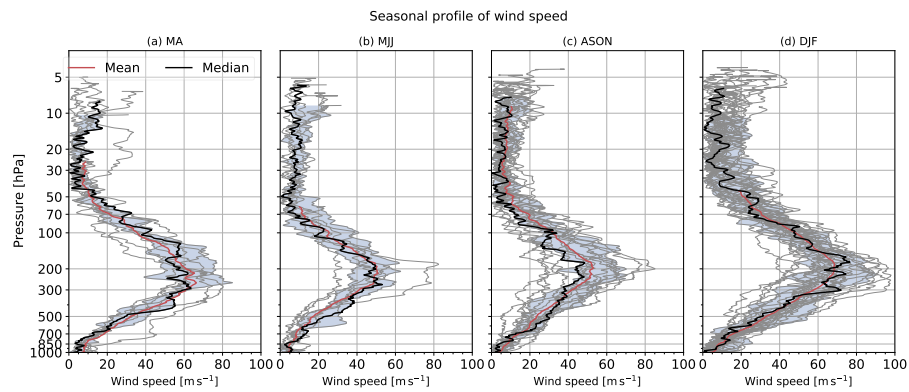 Seasonal profile of wind speed
(a) MA
(b) MJJ
(c) ASON
(d) DJF
Mean
Median
Pressure [hPa]
5
10
20
30
50
70
100
200
300
500
700
850
1000
0 20 40 60 80 100
0 20 40 60 80 100
0 20 40 60 80 100
0 20 40 60 80 100
Wind speed [m s⁻¹]
Wind speed [m s⁻¹]
Wind speed [m s⁻¹]
Wind speed [m s⁻¹]